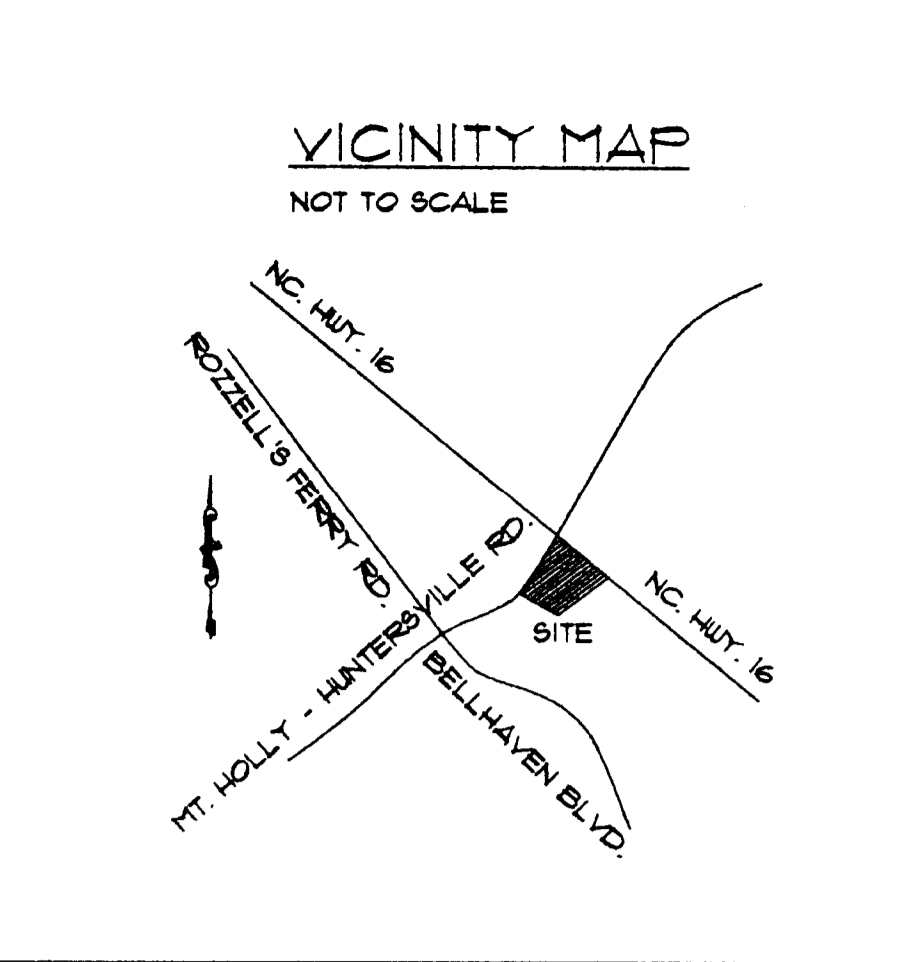 VICINITY MAP
NOT TO SCALE
NC. HWY. 16
ROZZELL'S FERRY RD.
MT. HOLLY - HUNTERSVILLE RD.
SITE
NC. HWY. 16
BELLHAVEN BLVD.